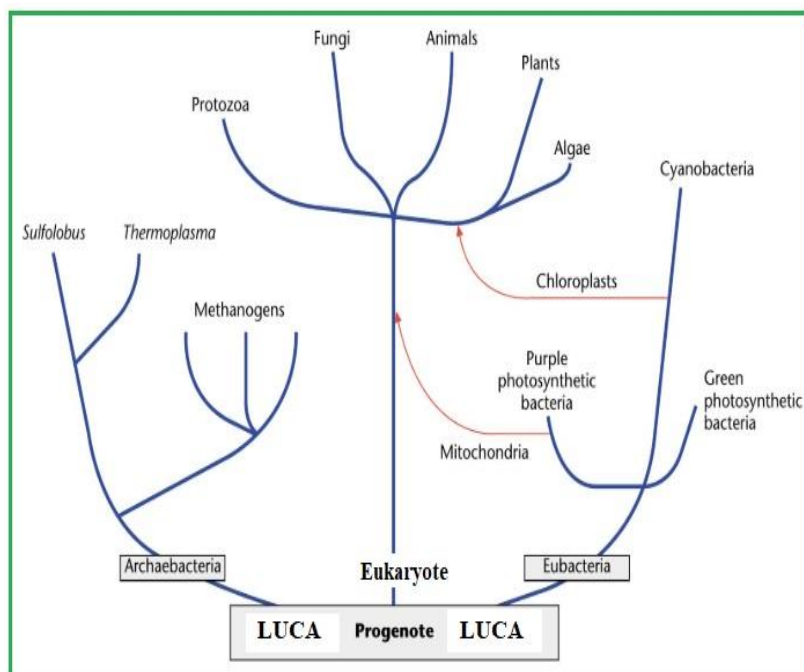 Fungi
Animals
Plants
Protozoa
Algae
Cyanobacteria
Sulfolobus
Thermoplasma
Chloroplasts
Methanogens
Purple
photosynthetic
bacteria
Green
photosynthetic
bacteria
Mitochondria
Archaebacteria
Eukaryote
Eubacteria
LUCA Progenote LUCA